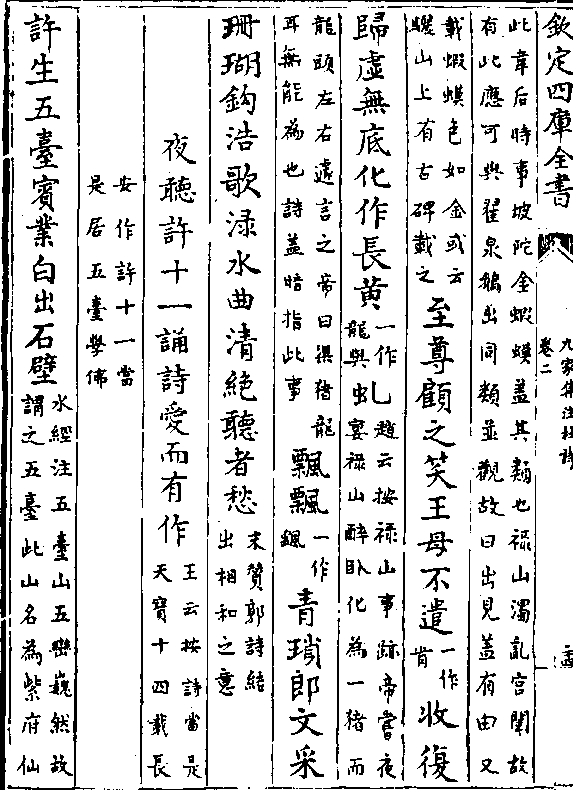 欽定四庫全書
九家集注杜詩
卷二
此韋后時事坡陀金蝦蟆蓋其類也祿山濁亂宮闈故
有此應可與翟泉鵝出同類並觀故曰出見蓋有由又
載蝦蟆色如金或云
驪山上有古碑載之
至尊顧之笑王母不遣
一作
肯
收復
歸虛無底化作長黄
一作
龍與
虬
趙云按祿山事跡帝嘗夜
宴祿山醉卧化為一猪而
龍頭左右遽言之帝曰渠猪龍
耳無能為也詩蓋暗指此事
飄飄
一作
颻
青瑣郎文采
珊瑚鈎浩歌渌水曲清絶聽者愁
末贊郭詩結
出相和之意
夜聽許十一誦詩愛而有作
王云按詩當是
天寶十四載長
安作許十一當
是居五臺學佛
許生五臺賓業白出石壁
水經注五臺山五巒巍然故
謂之五臺此山名為紫府仙